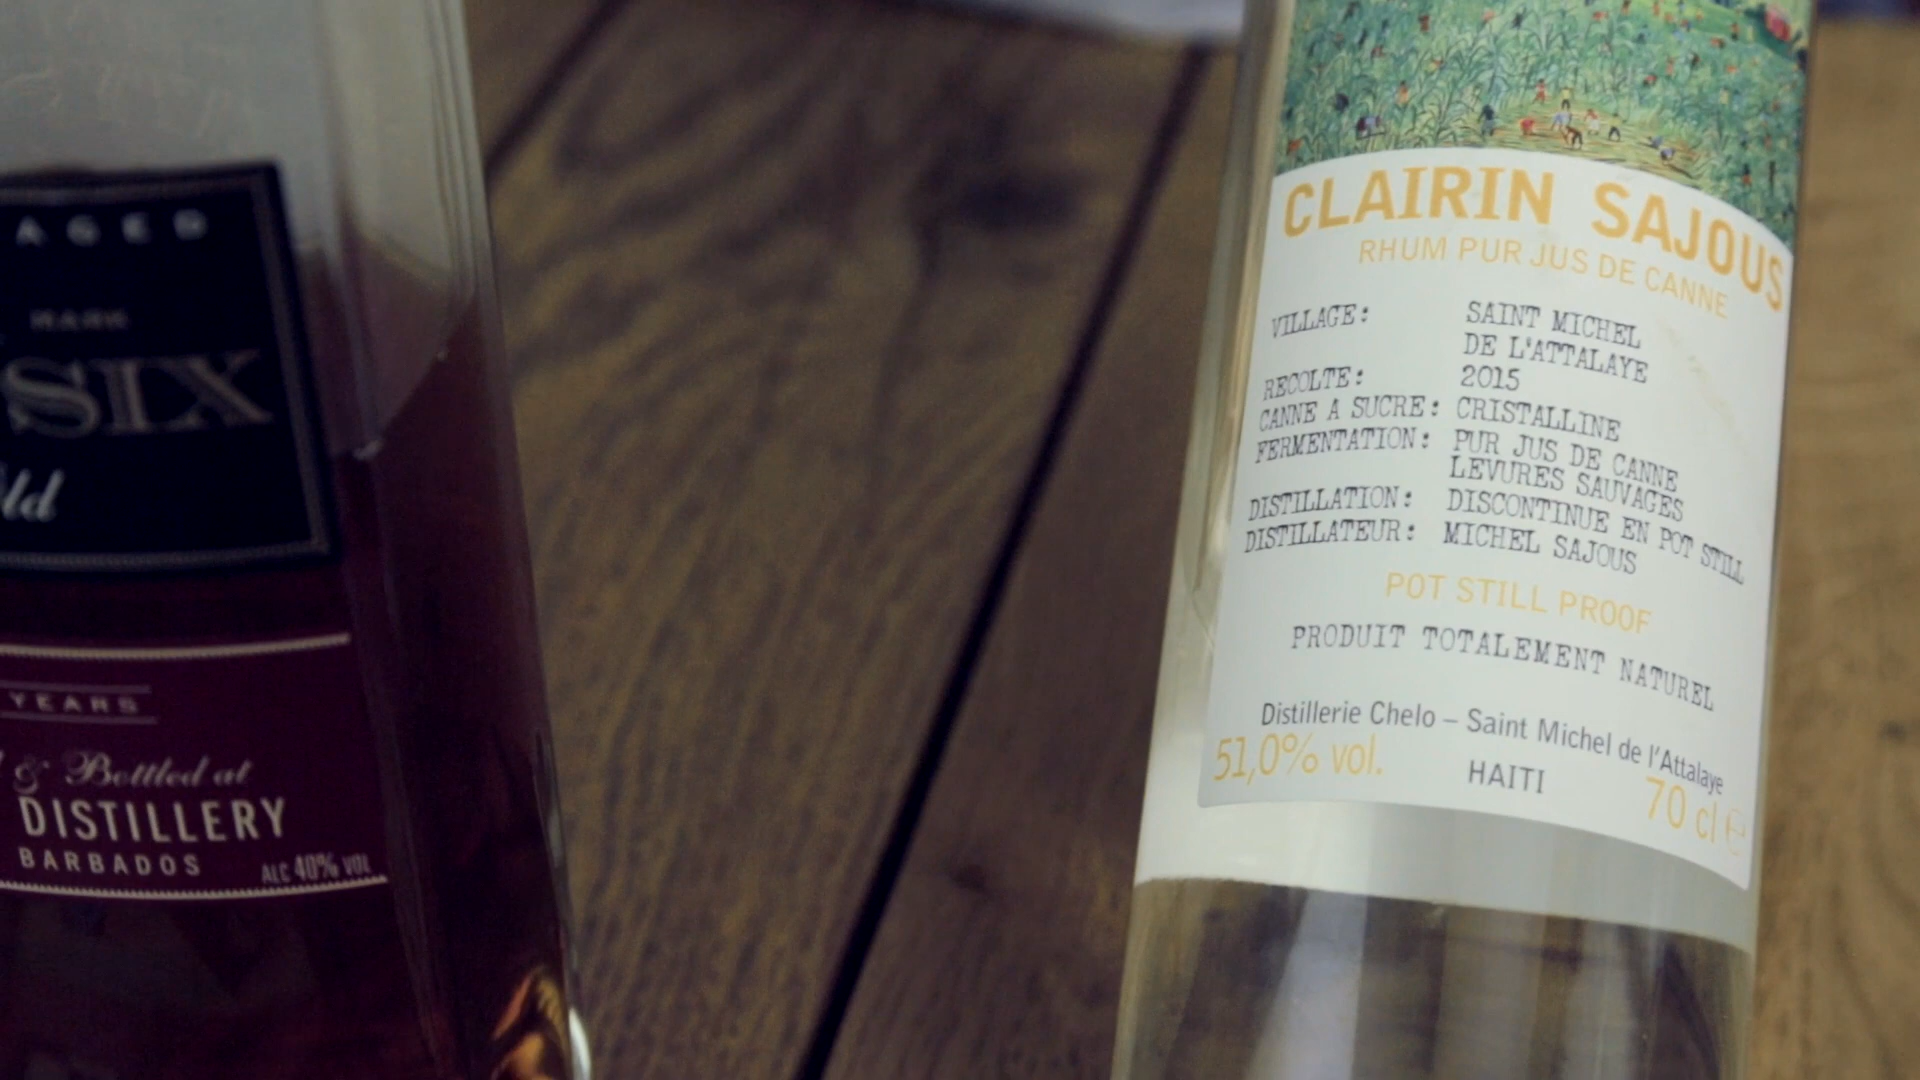 AGED
MARK
SIX
ld
YEARS
& Bottled at
DISTILLERY
BARBADOS
ALC 40% VOL
CLAIRIN SAJOUS
RHUM PUR JUS DE CANNE
VILLAGE: SAINT MICHEL
DE L'ATTALAYE
RECOLTE: 2015
CANNE A SUCRE: CRISTALLINE
FERMENTATION: PUR JUS DE CANNE
LEVURES SAUVAGES
DISTILLATION: DISCONTINUE EN POT STILL
DISTILLATEUR: MICHEL SAJOUS
POT STILL PROOF
PRODUIT TOTALEMENT NATUREL
Distillerie Chelo – Saint Michel de l'Attalaye
51,0% vol. HAITI 70 cl e